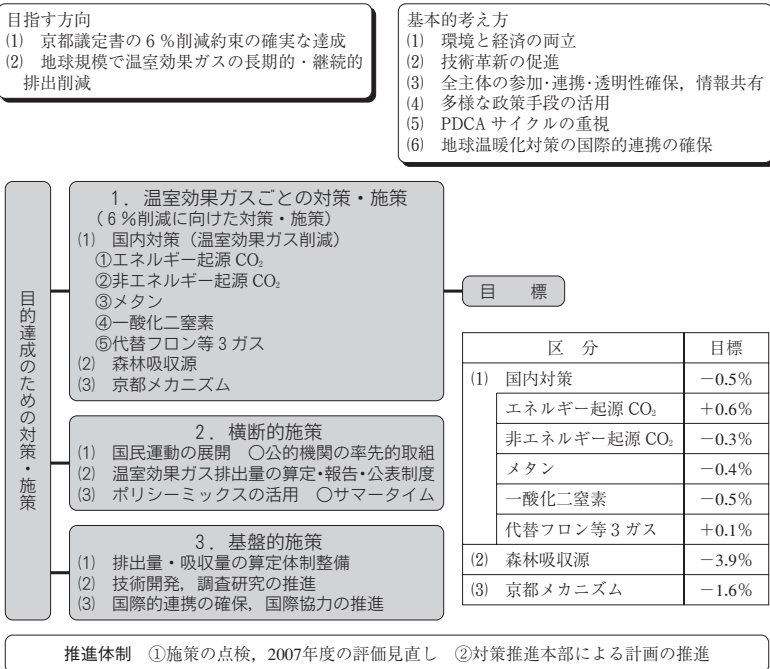 目指す方向
(1) 京都議定書の6%削減約束の確実な達成
(2) 地球規模で温室効果ガスの長期的・継続的
排出削減
基本的考え方
(1) 環境と経済の両立
(2) 技術革新の促進
(3) 全主体の参加・連携・透明性確保，情報共有
(4) 多様な政策手段の活用
(5) PDCA サイクルの重視
(6) 地球温暖化対策の国際的連携の確保
目的達成のための対策・施策
1．温室効果ガスごとの対策・施策
（6%削減に向けた対策・施策）
(1) 国内対策（温室効果ガス削減）
①エネルギー起源 CO₂
②非エネルギー起源 CO₂
③メタン
④一酸化二窒素
⑤代替フロン等3ガス
(2) 森林吸収源
(3) 京都メカニズム
2．横断的施策
(1) 国民運動の展開 ○公的機関の率先的取組
(2) 温室効果ガス排出量の算定・報告・公表制度
(3) ポリシーミックスの活用 ○サマータイム
3．基盤的施策
(1) 排出量・吸収量の算定体制整備
(2) 技術開発，調査研究の推進
(3) 国際的連携の確保，国際協力の推進
目 標
区 分 目標
(1) 国内対策 −0.5%
エネルギー起源 CO₂ +0.6%
非エネルギー起源 CO₂ −0.3%
メタン −0.4%
一酸化二窒素 −0.5%
代替フロン等3ガス +0.1%
(2) 森林吸収源 −3.9%
(3) 京都メカニズム −1.6%
推進体制 ①施策の点検，2007年度の評価見直し ②対策推進本部による計画の推進